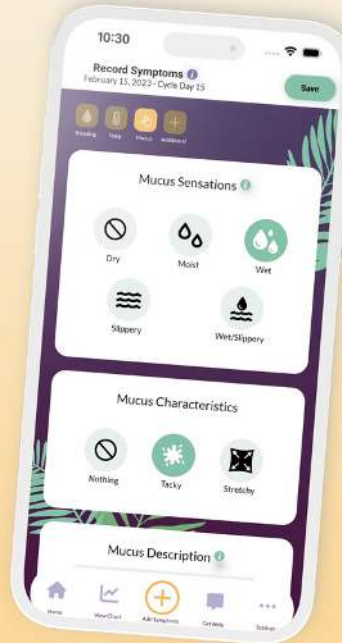 10:30
Record Symptoms
February 15, 2023 - Cycle Day 15
Save
Bleeding Temp Mucus Additional
Mucus Sensations
Dry Moist Wet
Slippery Wet/Slippery
Mucus Characteristics
Nothing Tacky Stretchy
Mucus Description
Home View Chart Add Symptoms Get Help Settings